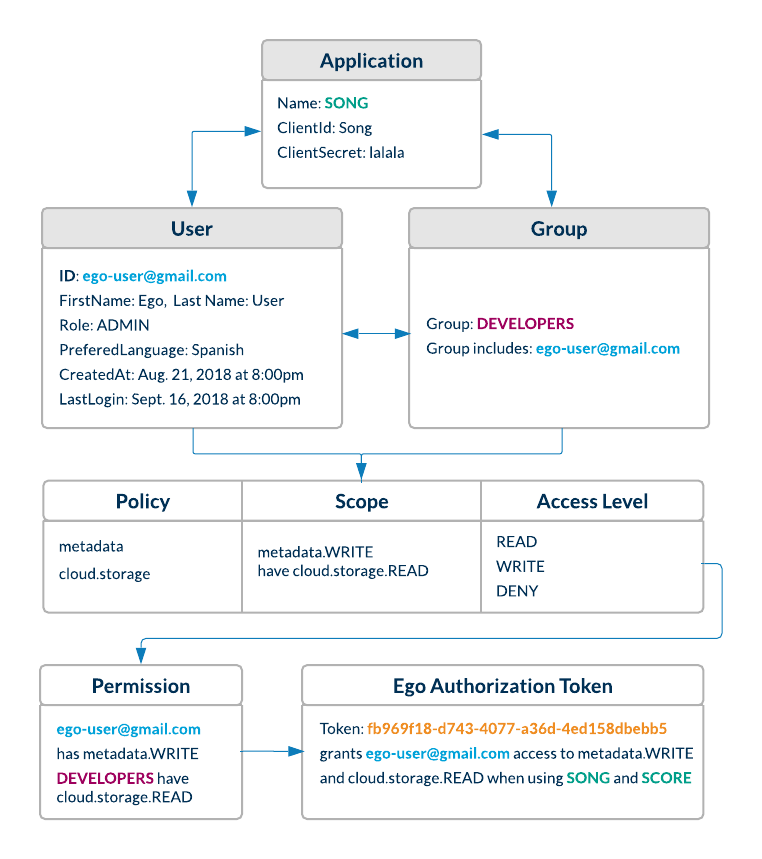 Application
Name: SONG
ClientId: Song
ClientSecret: lalala
User
ID: ego-user@gmail.com
FirstName: Ego, Last Name: User
Role: ADMIN
PreferedLanguage: Spanish
CreatedAt: Aug. 21, 2018 at 8:00pm
LastLogin: Sept. 16, 2018 at 8:00pm
Group
Group: DEVELOPERS
Group includes: ego-user@gmail.com
Policy
metadata
cloud.storage
Scope
metadata.WRITE
have cloud.storage.READ
Access Level
READ
WRITE
DENY
Permission
ego-user@gmail.com
has metadata.WRITE
DEVELOPERS have
cloud.storage.READ
Ego Authorization Token
Token: fb969f18-d743-4077-a36d-4ed158dbebb5
grants ego-user@gmail.com access to metadata.WRITE
and cloud.storage.READ when using SONG and SCORE